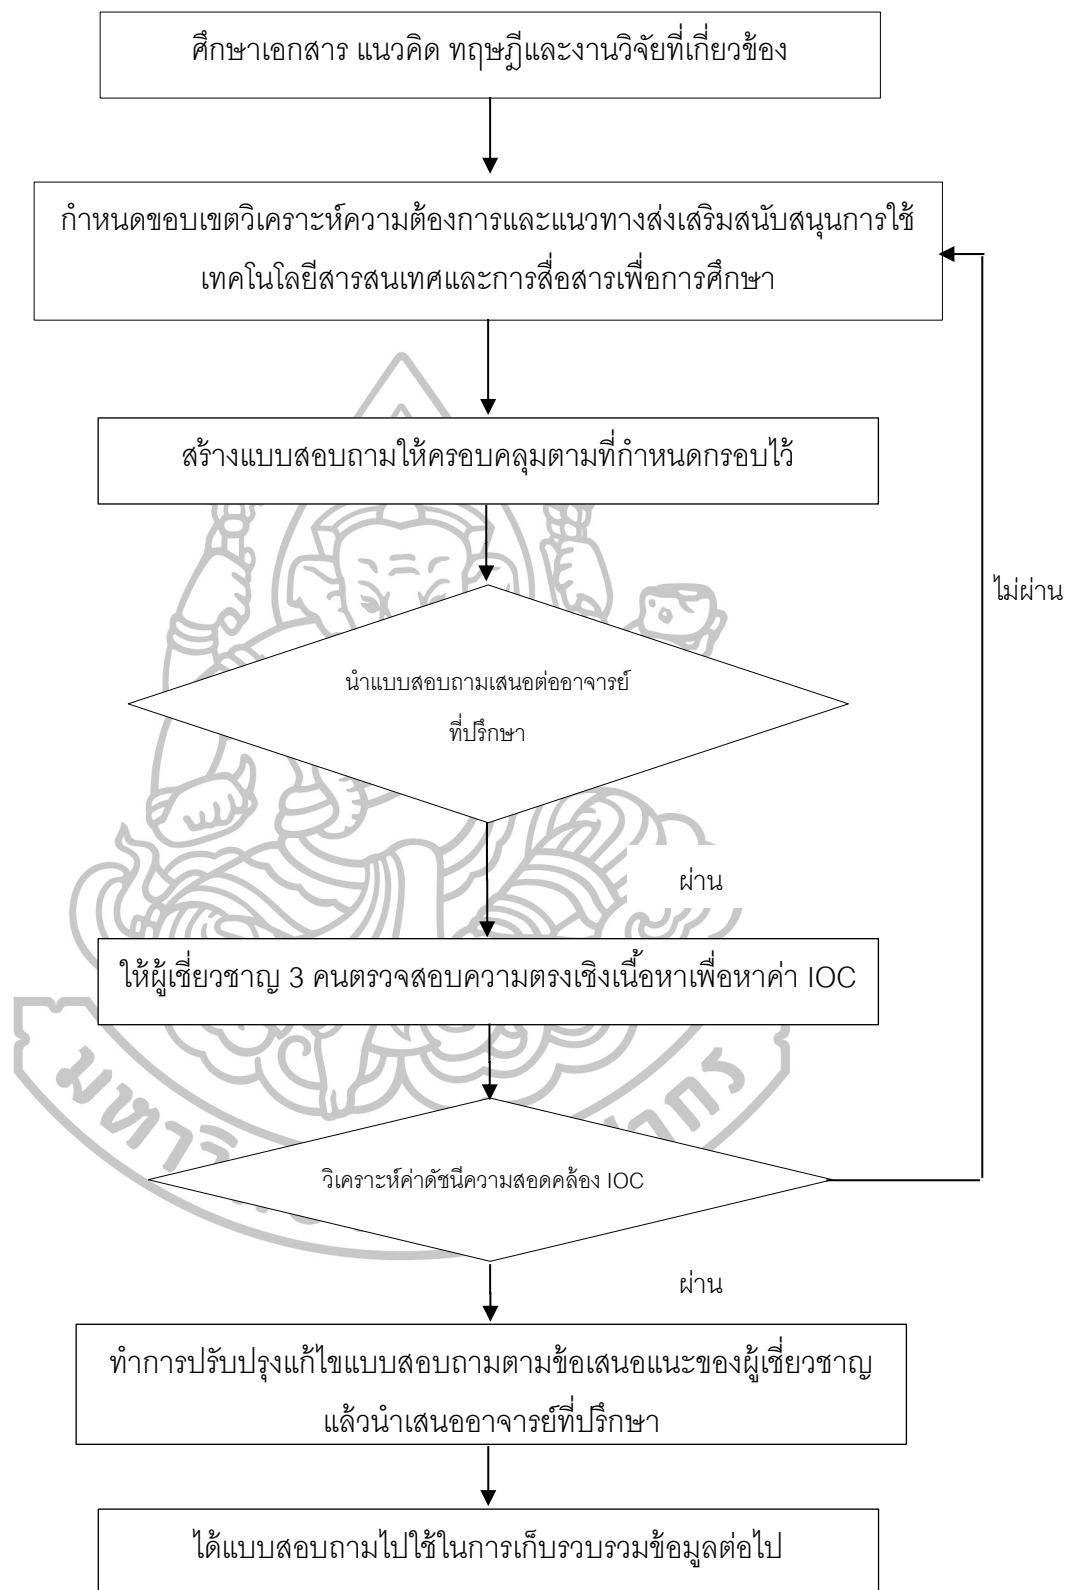 ศึกษาเอกสาร แนวคิด ทฤษฎีและงานวิจัยที่เกี่ยวข้อง
กำหนดขอบเขตวิเคราะห์ความต้องการและแนวทางส่งเสริมสนับสนุนการใช้
เทคโนโลยีสารสนเทศและการสื่อสารเพื่อการศึกษา
สร้างแบบสอบถามให้ครอบคลุมตามที่กำหนดกรอบไว้
ไม่ผ่าน
นำแบบสอบถามเสนอต่ออาจารย์
ที่ปรึกษา
ผ่าน
ให้ผู้เชี่ยวชาญ 3 คนตรวจสอบความตรงเชิงเนื้อหาเพื่อหาค่า IOC
วิเคราะห์ค่าดัชนีความสอดคล้อง IOC
ผ่าน
ทำการปรับปรุงแก้ไขแบบสอบถามตามข้อเสนอแนะของผู้เชี่ยวชาญ
แล้วนำเสนออาจารย์ที่ปรึกษา
ได้แบบสอบถามไปใช้ในการเก็บรวบรวมข้อมูลต่อไป